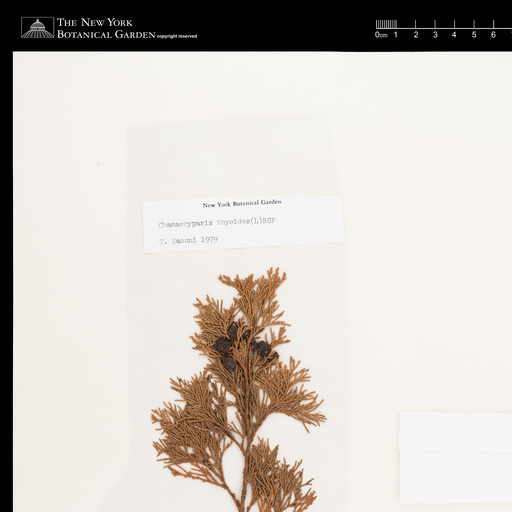 THE NEW YORK
BOTANICAL GARDEN copyright reserved
0cm 1 2 3 4 5 6
New York Botanical Garden
Chamaecyparis thyoides(L)BSP
T. Zanoni 1979